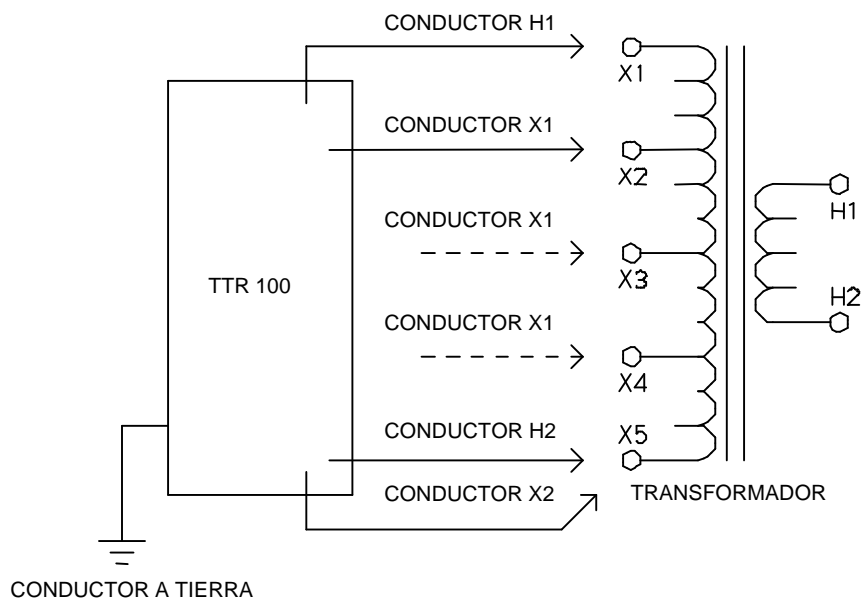 CONDUCTOR H1
X1
CONDUCTOR X1
X2
CONDUCTOR X1
H1
TTR 100
X3
CONDUCTOR X1
H2
X4
CONDUCTOR H2
X5
CONDUCTOR X2
TRANSFORMADOR
CONDUCTOR A TIERRA